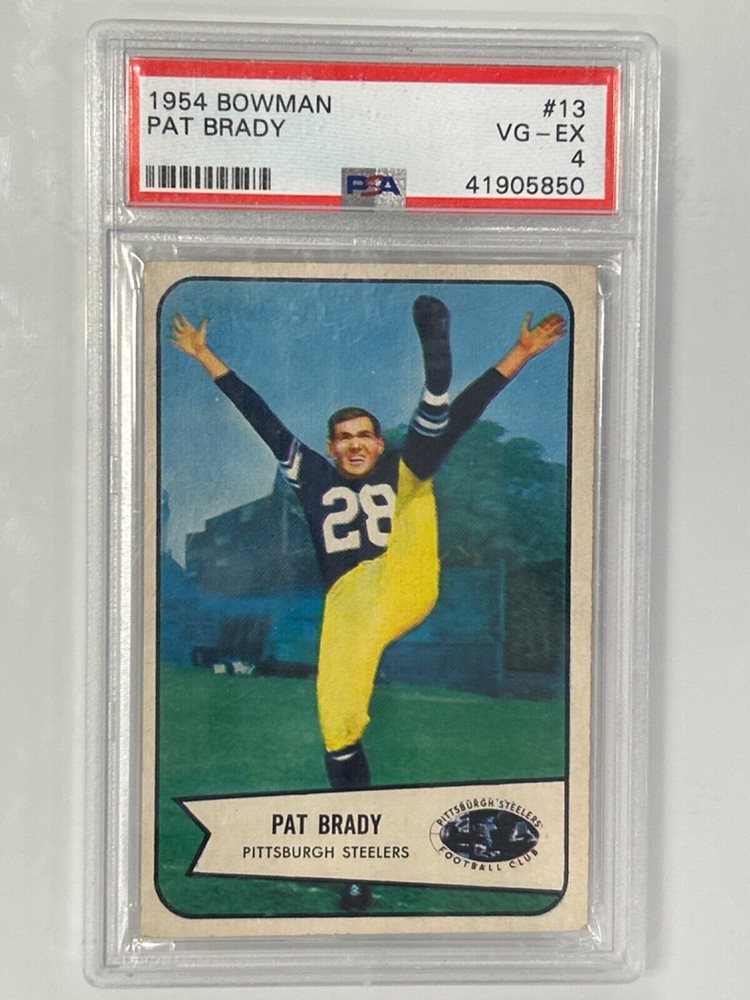 1954 BOWMAN #13
PAT BRADY VG-EX
4
PSA 41905850
28
PAT BRADY
PITTSBURGH STEELERS
PITTSBURGH STEELERS
FOOTBALL CLUB